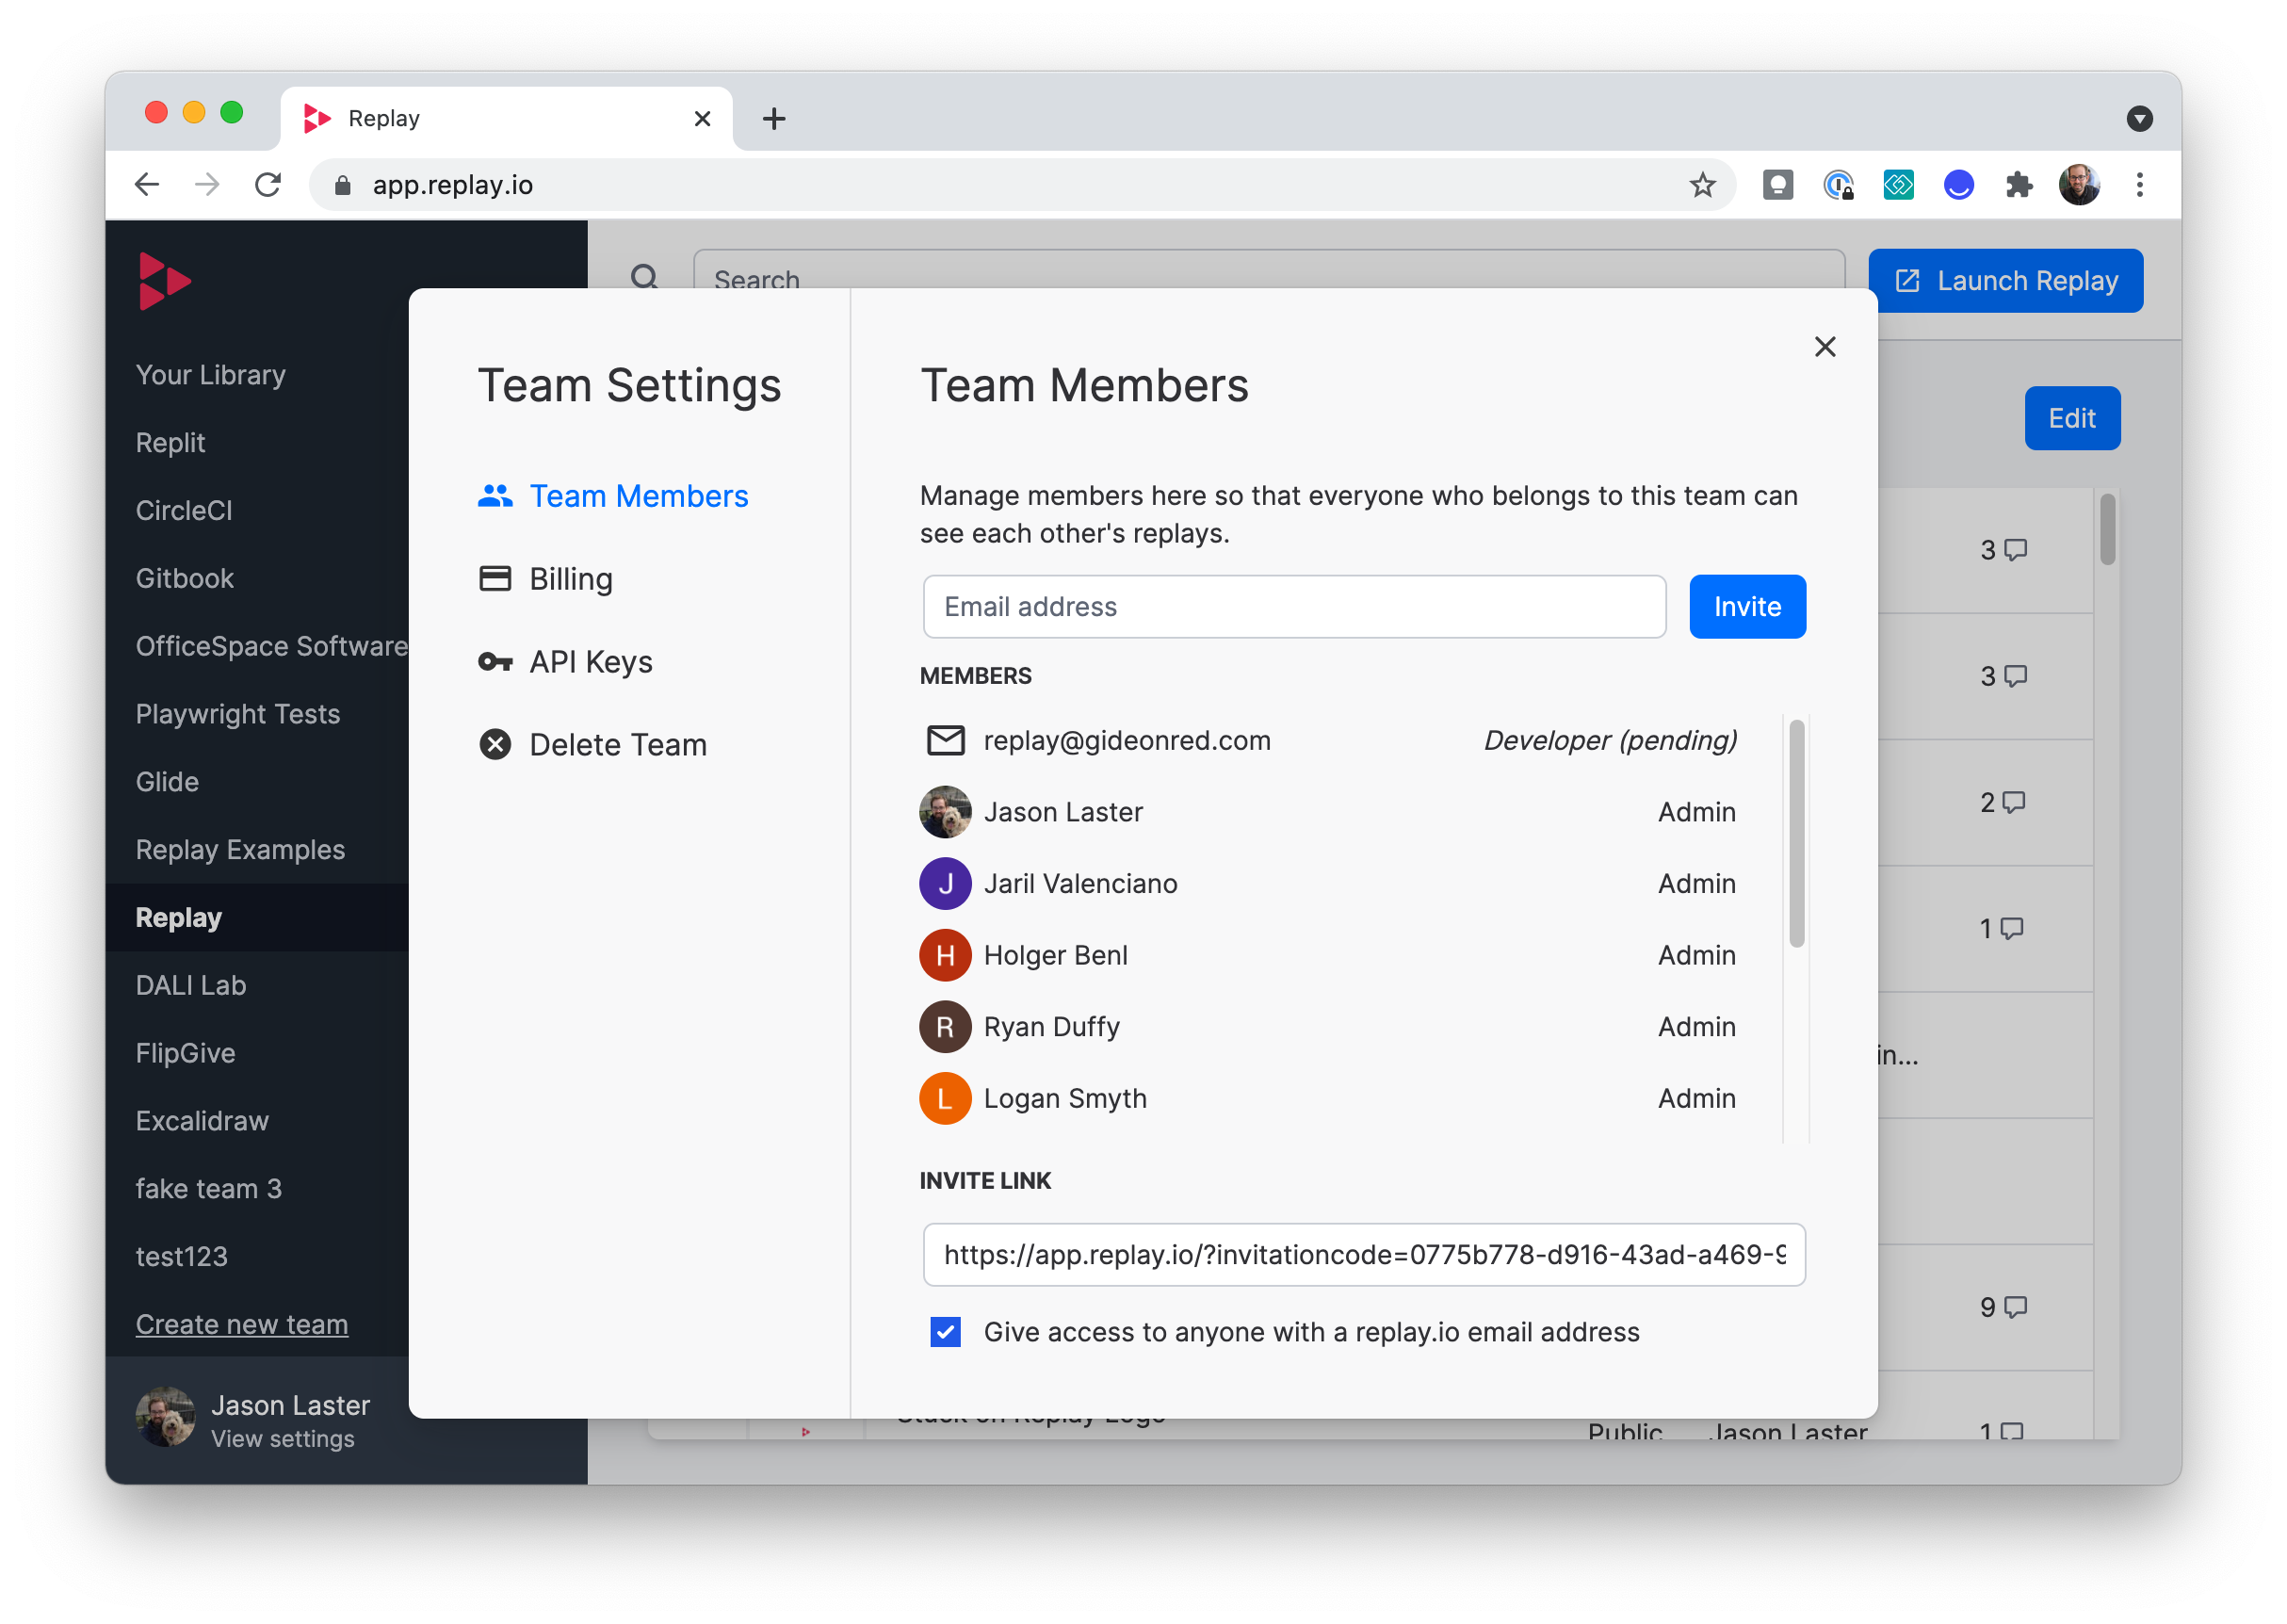 Replay
app.replay.io
Search
Launch Replay
Your Library
Replit
CircleCI
Gitbook
OfficeSpace Software
Playwright Tests
Glide
Replay Examples
Replay
DALI Lab
FlipGive
Excalidraw
fake team 3
test123
Create new team
Jason Laster
View settings
Team Settings
Team Members
Billing
API Keys
Delete Team
Team Members
Manage members here so that everyone who belongs to this team can
see each other's replays.
Email address
Invite
MEMBERS
replay@gideonred.com Developer (pending)
Jason Laster Admin
J Jaril Valenciano Admin
H Holger Benl Admin
R Ryan Duffy Admin
L Logan Smyth Admin
INVITE LINK
https://app.replay.io/?invitationcode=0775b778-d916-43ad-a469-9
Give access to anyone with a replay.io email address
Edit
3
3
2
1
in...
9
Stuck on Replay Logo Public Jason Laster 1